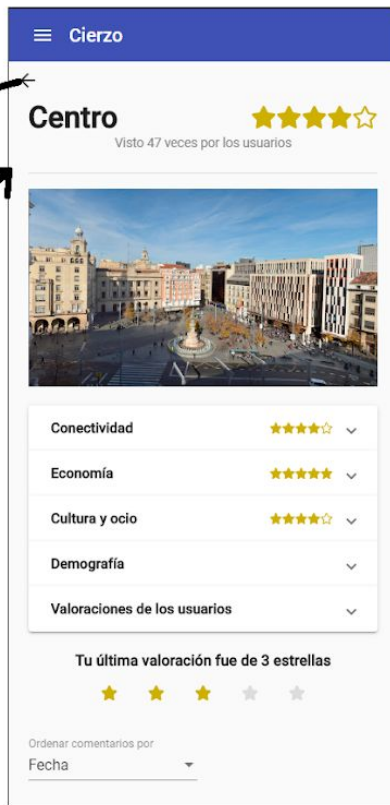 Cierzo
Centro
Visto 47 veces por los usuarios
Conectividad
Economía
Cultura y ocio
Demografía
Valoraciones de los usuarios
Tu última valoración fue de 3 estrellas
Ordenar comentarios por
Fecha